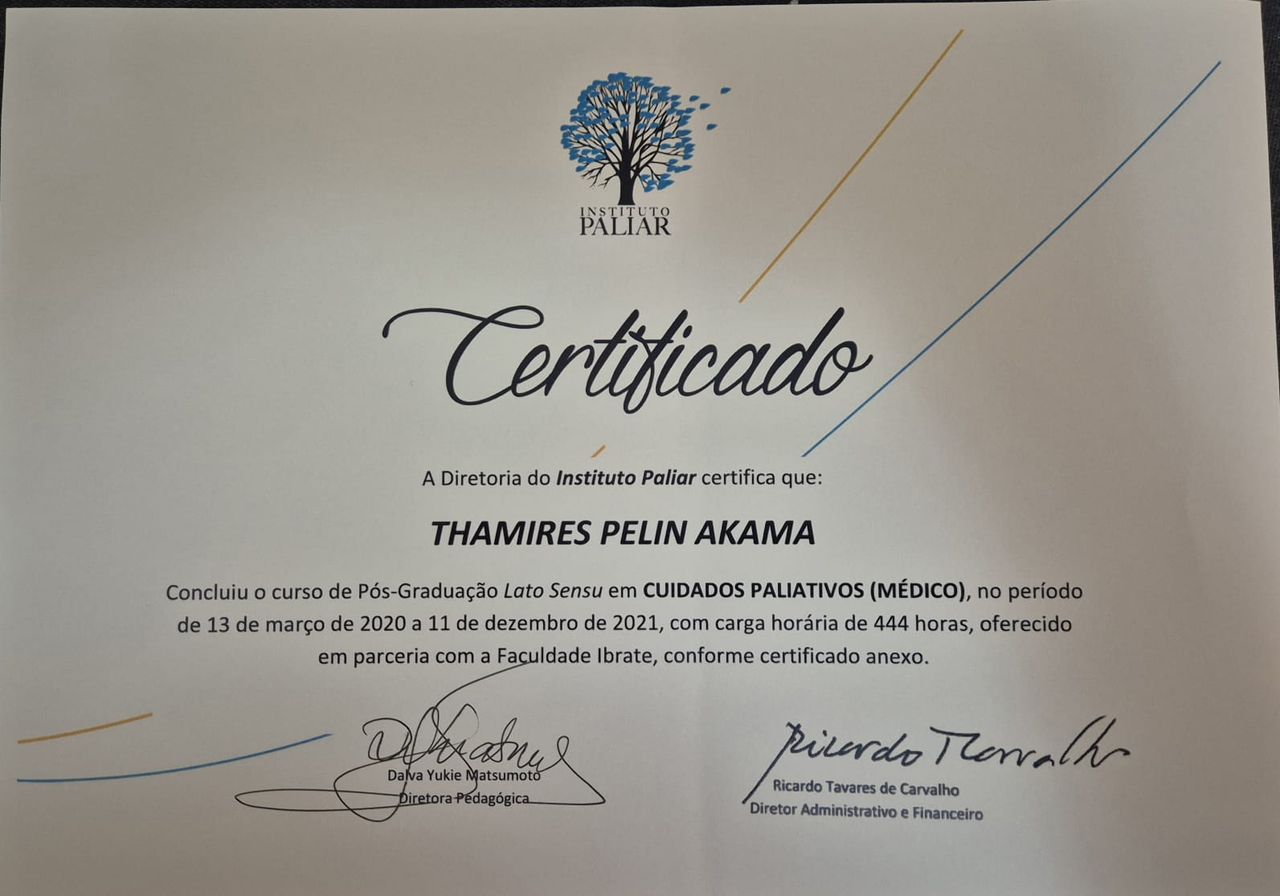 INSTITUTO
PALIAR
Certificado
A Diretoria do Instituto Paliar certifica que:
THAMIRES PELIN AKAMA
Concluiu o curso de Pós-Graduação Lato Sensu em CUIDADOS PALIATIVOS (MÉDICO), no período
de 13 de março de 2020 a 11 de dezembro de 2021, com carga horária de 444 horas, oferecido
em parceria com a Faculdade Ibrate, conforme certificado anexo.
Dalva Yukie Matsumoto
Diretora Pedagógica
Ricardo Tavares de Carvalho
Diretor Administrativo e Financeiro